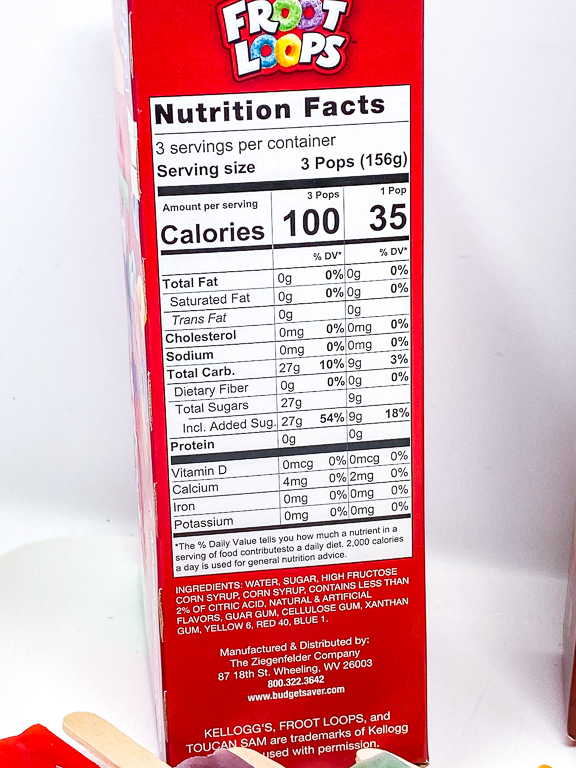 FROOT
LOOPS
Nutrition Facts
3 servings per container
Serving size 3 Pops (156g)
3 Pops 1 Pop
Amount per serving
Calories 100 35
% DV* % DV*
Total Fat 0g 0% 0g 0%
Saturated Fat 0g 0% 0g 0%
Trans Fat 0g 0g
Cholesterol 0mg 0% 0mg 0%
Sodium 0mg 0% 0mg 0%
Total Carb. 27g 10% 9g 3%
Dietary Fiber 0g 0% 0g 0%
Total Sugars 27g 9g
Incl. Added Sug. 27g 54% 9g 18%
Protein 0g 0g
Vitamin D 0mcg 0% 0mcg 0%
Calcium 4mg 0% 2mg 0%
Iron 0mg 0% 0mg 0%
Potassium 0mg 0% 0mg 0%
*The % Daily Value tells you how much a nutrient in a
serving of food contributesto a daily diet. 2,000 calories
a day is used for general nutrition advice.
INGREDIENTS: WATER, SUGAR, HIGH FRUCTOSE
CORN SYRUP, CORN SYRUP, CONTAINS LESS THAN
2% OF CITRIC ACID, NATURAL & ARTIFICIAL
FLAVORS, GUAR GUM, CELLULOSE GUM, XANTHAN
GUM, YELLOW 6, RED 40, BLUE 1.
Manufactured & Distributed by:
The Ziegenfelder Company
87 18th St. Wheeling, WV 26003
800.322.3642
www.budgetsaver.com
KELLOGG'S, FROOT LOOPS, and
TOUCAN SAM are trademarks of Kellogg
used with permission.